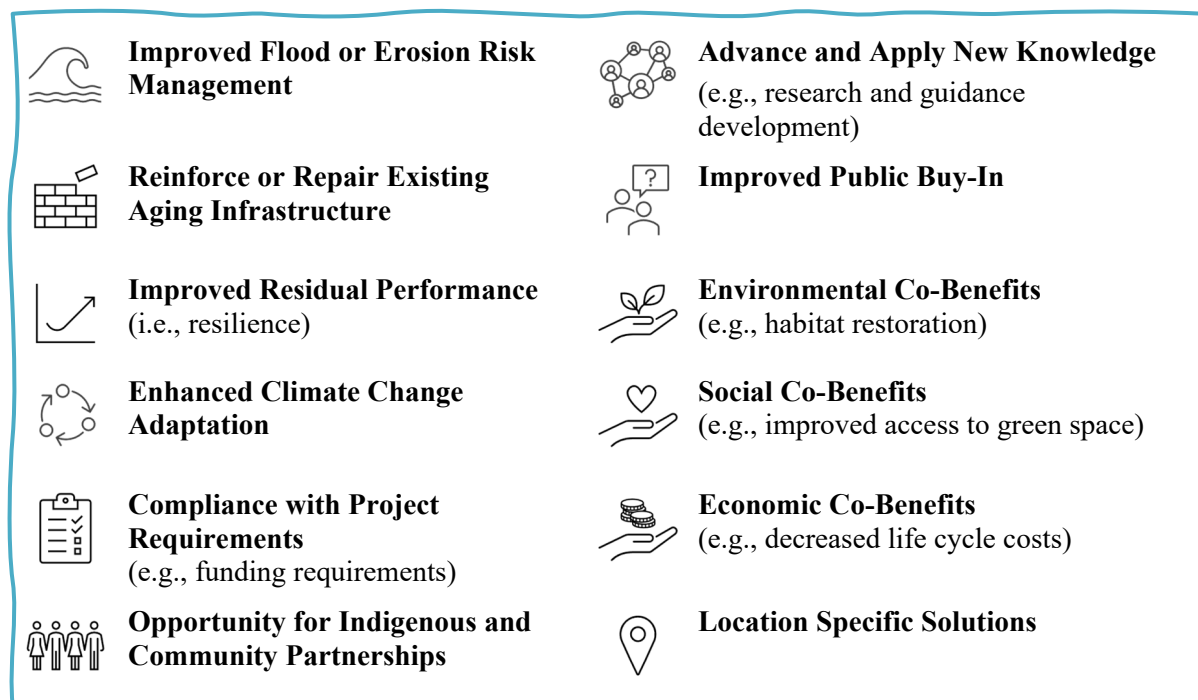 Improved Flood or Erosion Risk
Management
Reinforce or Repair Existing
Aging Infrastructure
Improved Residual Performance
(i.e., resilience)
Enhanced Climate Change
Adaptation
Compliance with Project
Requirements
(e.g., funding requirements)
Opportunity for Indigenous and
Community Partnerships
Advance and Apply New Knowledge
(e.g., research and guidance
development)
?
Improved Public Buy-In
Environmental Co-Benefits
(e.g., habitat restoration)
Social Co-Benefits
(e.g., improved access to green space)
Economic Co-Benefits
(e.g., decreased life cycle costs)
Location Specific Solutions